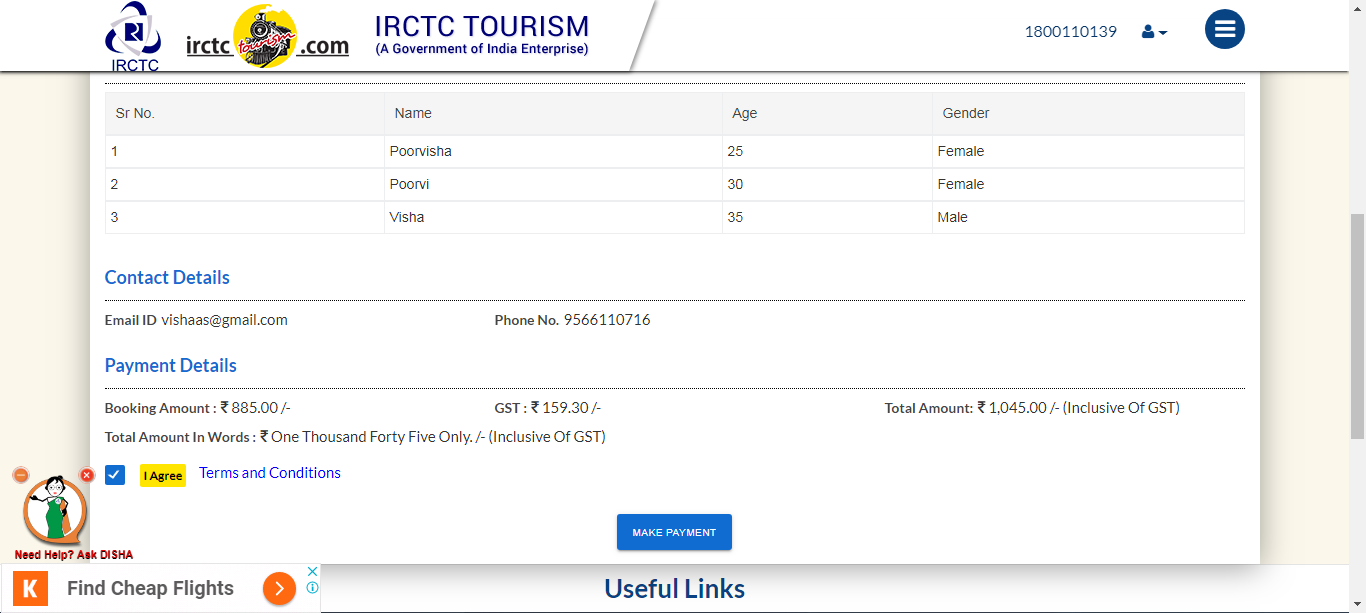 IRCTC
irctc tourism .com
IRCTC TOURISM
(A Government of India Enterprise)
1800110139
Sr No. Name Age Gender
1 Poorvisha 25 Female
2 Poorvi 30 Female
3 Visha 35 Male
Contact Details
Email ID vishaas@gmail.com Phone No. 9566110716
Payment Details
Booking Amount : ₹ 885.00 /- GST : ₹ 159.30 /- Total Amount: ₹ 1,045.00 /- (Inclusive Of GST)
Total Amount In Words : ₹ One Thousand Forty Five Only. /- (Inclusive Of GST)
I Agree Terms and Conditions
MAKE PAYMENT
Need Help? Ask DISHA
K Find Cheap Flights
Useful Links